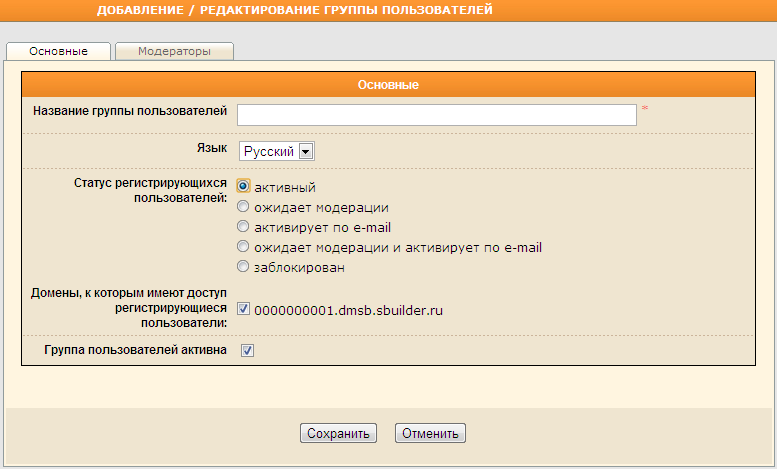 ДОБАВЛЕНИЕ / РЕДАКТИРОВАНИЕ ГРУППЫ ПОЛЬЗОВАТЕЛЕЙ
Основные Модераторы
Основные
Название группы пользователей *
Язык Русский
Статус регистрирующихся
пользователей:
активный
ожидает модерации
активирует по e-mail
ожидает модерации и активирует по e-mail
заблокирован
Домены, к которым имеют доступ
регистрирующиеся
пользователи:
0000000001.dmsb.sbuilder.ru
Группа пользователей активна
Сохранить Отменить